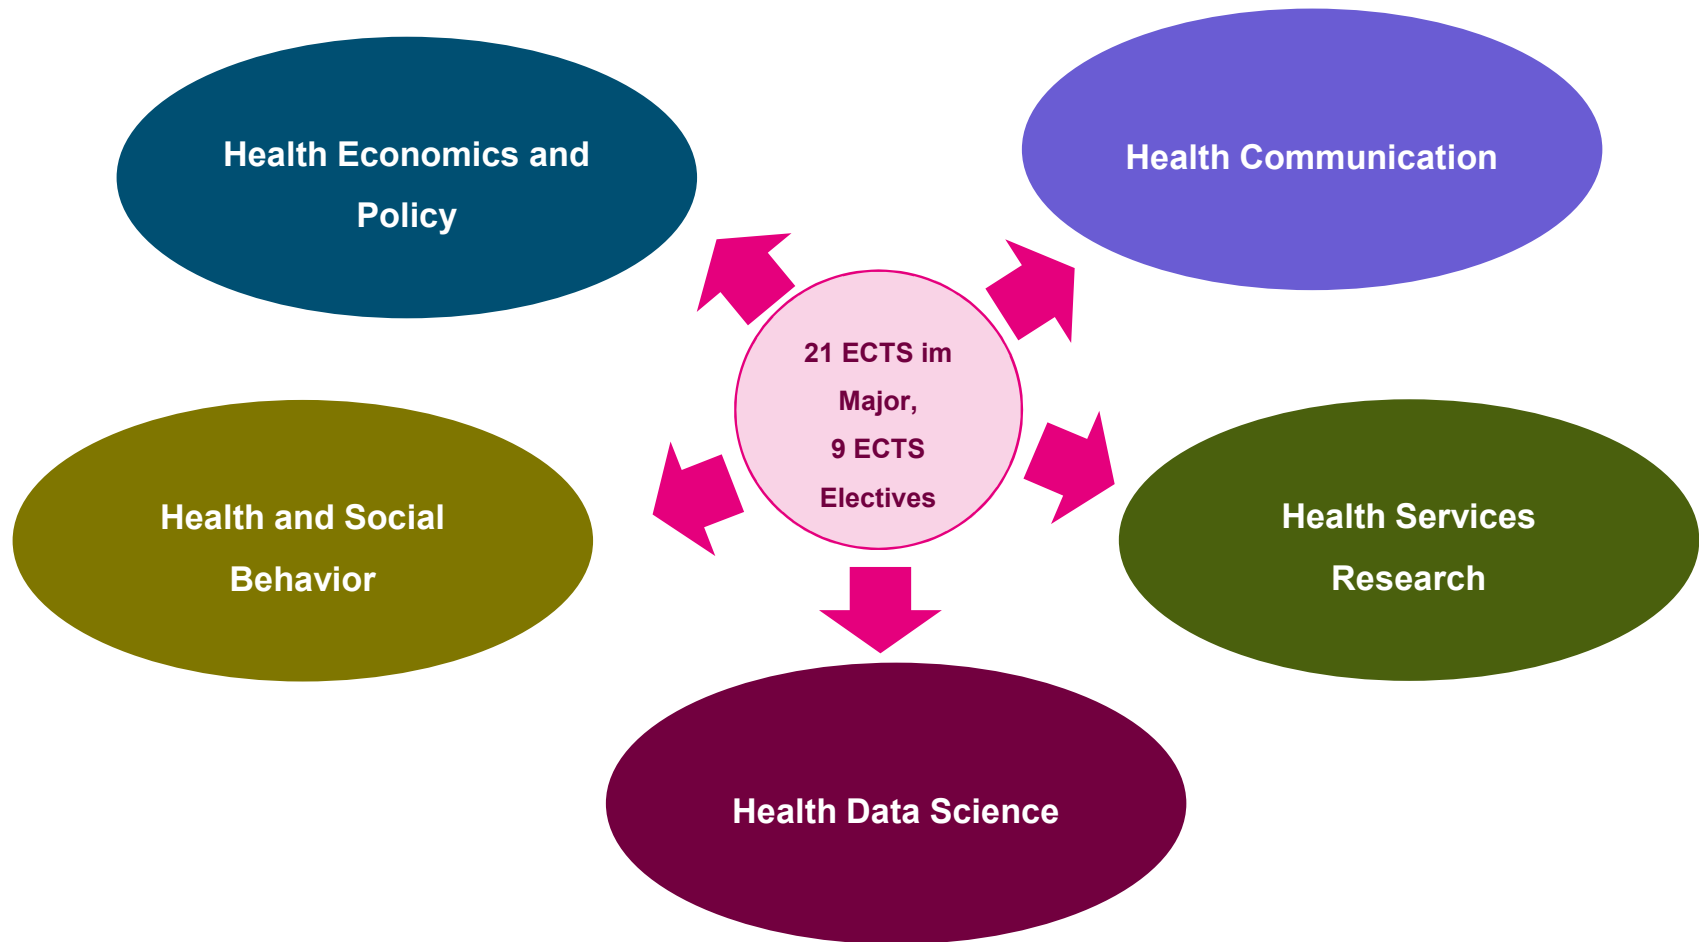 Health Economics and
Policy
Health Communication
21 ECTS im
Major,
9 ECTS
Electives
Health and Social
Behavior
Health Services
Research
Health Data Science